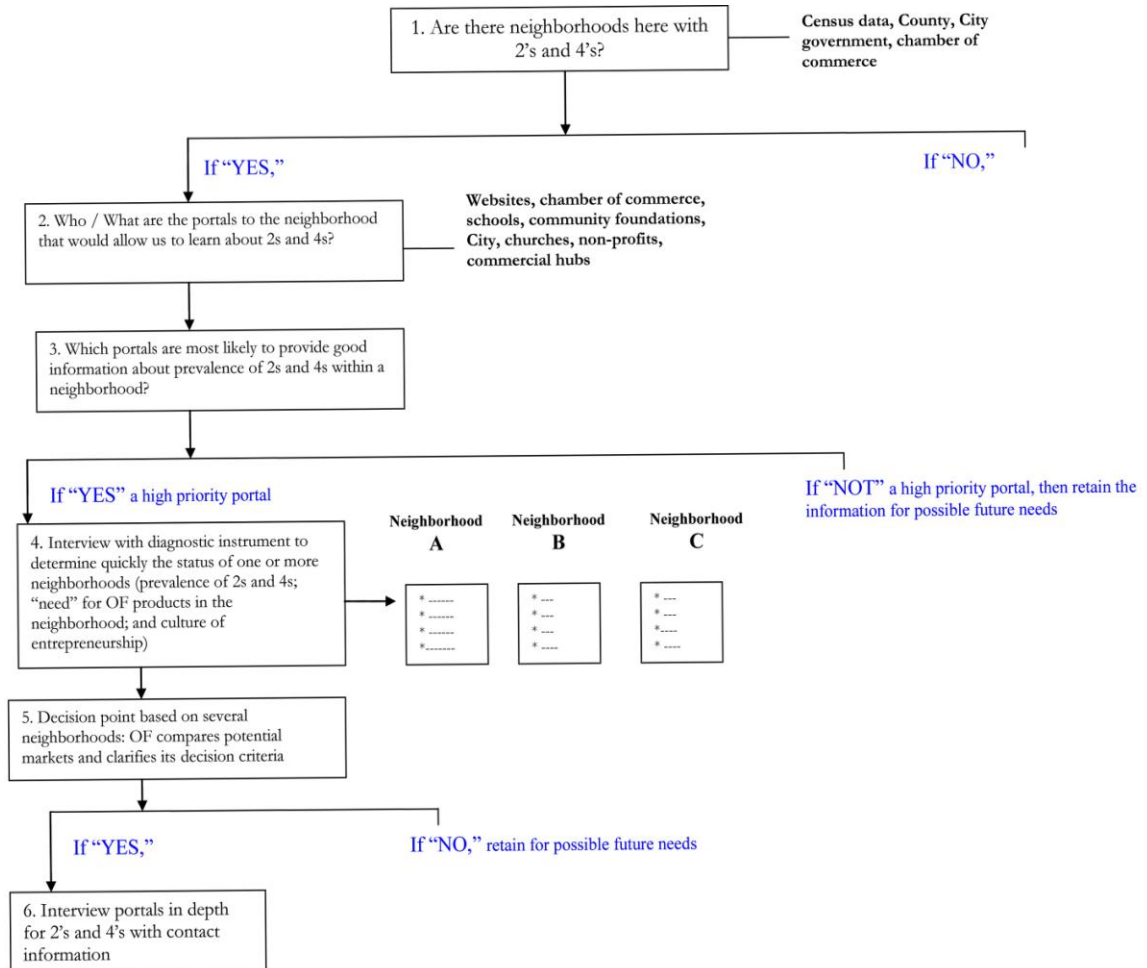 1. Are there neighborhoods here with
2’s and 4’s?
Census data, County, City
government, chamber of
commerce
If “YES,”
If “NO,”
2. Who / What are the portals to the neighborhood
that would allow us to learn about 2s and 4s?
Websites, chamber of commerce,
schools, community foundations,
City, churches, non-profits,
commercial hubs
3. Which portals are most likely to provide good
information about prevalence of 2s and 4s within a
neighborhood?
If “YES” a high priority portal
If “NOT” a high priority portal, then retain the
information for possible future needs
4. Interview with diagnostic instrument to
determine quickly the status of one or more
neighborhoods (prevalence of 2s and 4s;
“need” for OF products in the
neighborhood; and culture of
entrepreneurship)
Neighborhood
A
* ------
* ------
* ------
*-------
Neighborhood
B
* ---
* ---
* ---
* ----
Neighborhood
C
* ---
* ---
*----
* ----
5. Decision point based on several
neighborhoods: OF compares potential
markets and clarifies its decision criteria
If “YES,”
If “NO,” retain for possible future needs
6. Interview portals in depth
for 2’s and 4’s with contact
information